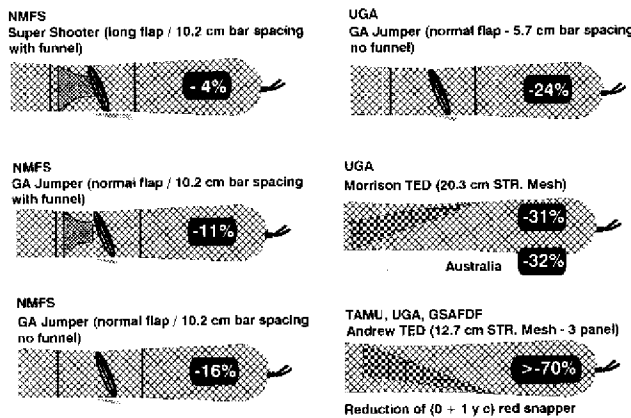 NMFS
Super Shooter (long flap / 10.2 cm bar spacing
with funnel)
- 4%
NMFS
GA Jumper (normal flap / 10.2 cm bar spacing
with funnel)
-11%
NMFS
GA Jumper (normal flap / 10.2 cm bar spacing
no funnel)
-16%
UGA
GA Jumper (normal flap - 5.7 cm bar spacing
no funnel)
-24%
UGA
Morrison TED (20.3 cm STR. Mesh)
-31%
Australia
-32%
TAMU, UGA, GSAFDF
Andrew TED (12.7 cm STR. Mesh - 3 panel)
>-70%
Reduction of (0 + 1 y c) red snapper